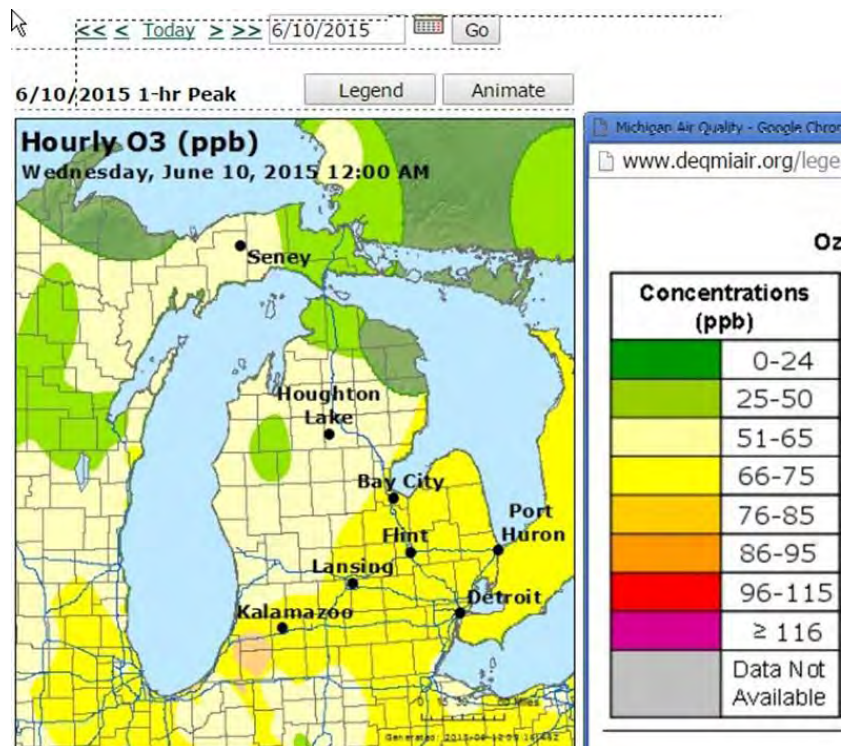 << < Today > >> 6/10/2015 Go
6/10/2015 1-hr Peak Legend Animate
Hourly O3 (ppb)
Wednesday, June 10, 2015 12:00 AM
Seney
Houghton
Lake
Bay City
Port
Huron
Flint
Lansing
Detroit
Kalamazoo
Michigan Air Quality - Google Chrom
www.deqmiair.org/lege
Oz
Concentrations
(ppb)
0-24
25-50
51-65
66-75
76-85
86-95
96-115
≥ 116
Data Not
Available